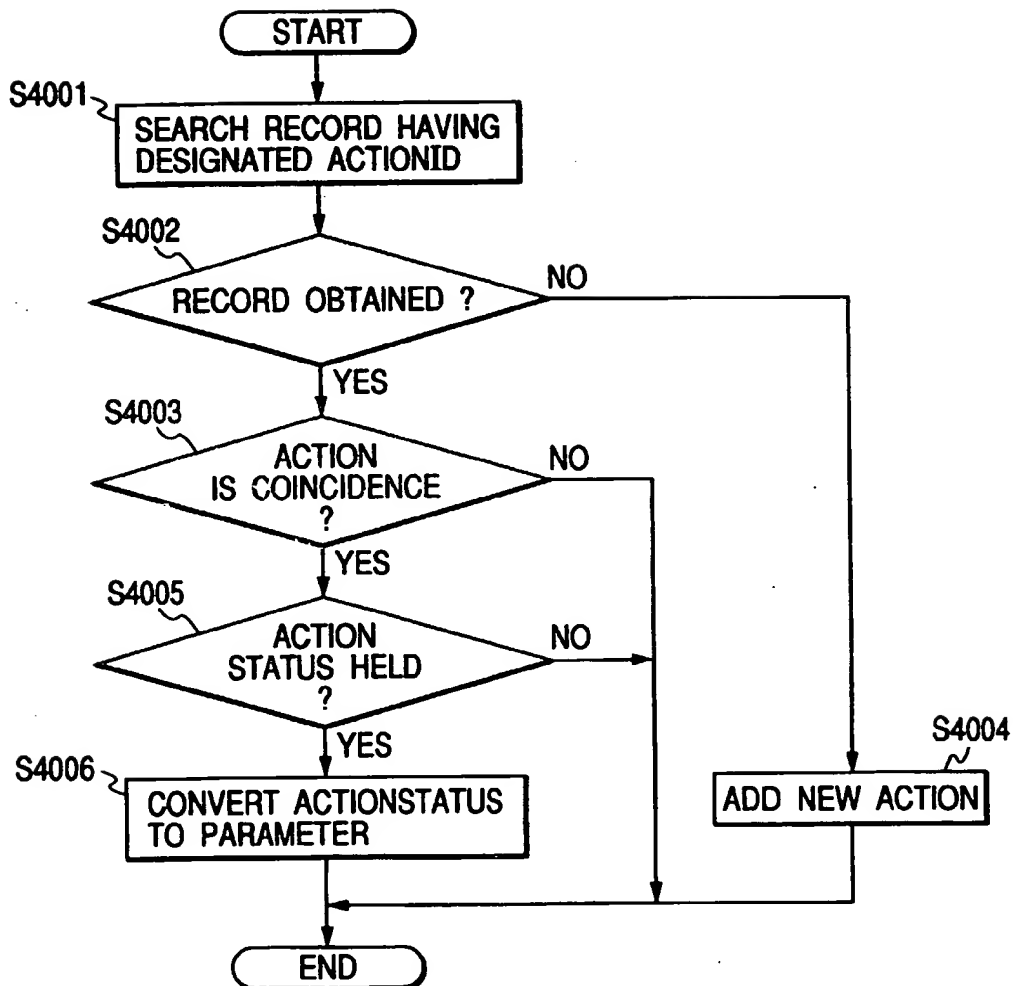 START
S4001
SEARCH RECORD HAVING
DESIGNATED ACTIONID
S4002
RECORD OBTAINED ?
NO
YES
S4003
ACTION
IS COINCIDENCE
?
NO
YES
S4005
ACTION
STATUS HELD
?
NO
YES
S4004
ADD NEW ACTION
S4006
CONVERT ACTIONSTATUS
TO PARAMETER
END